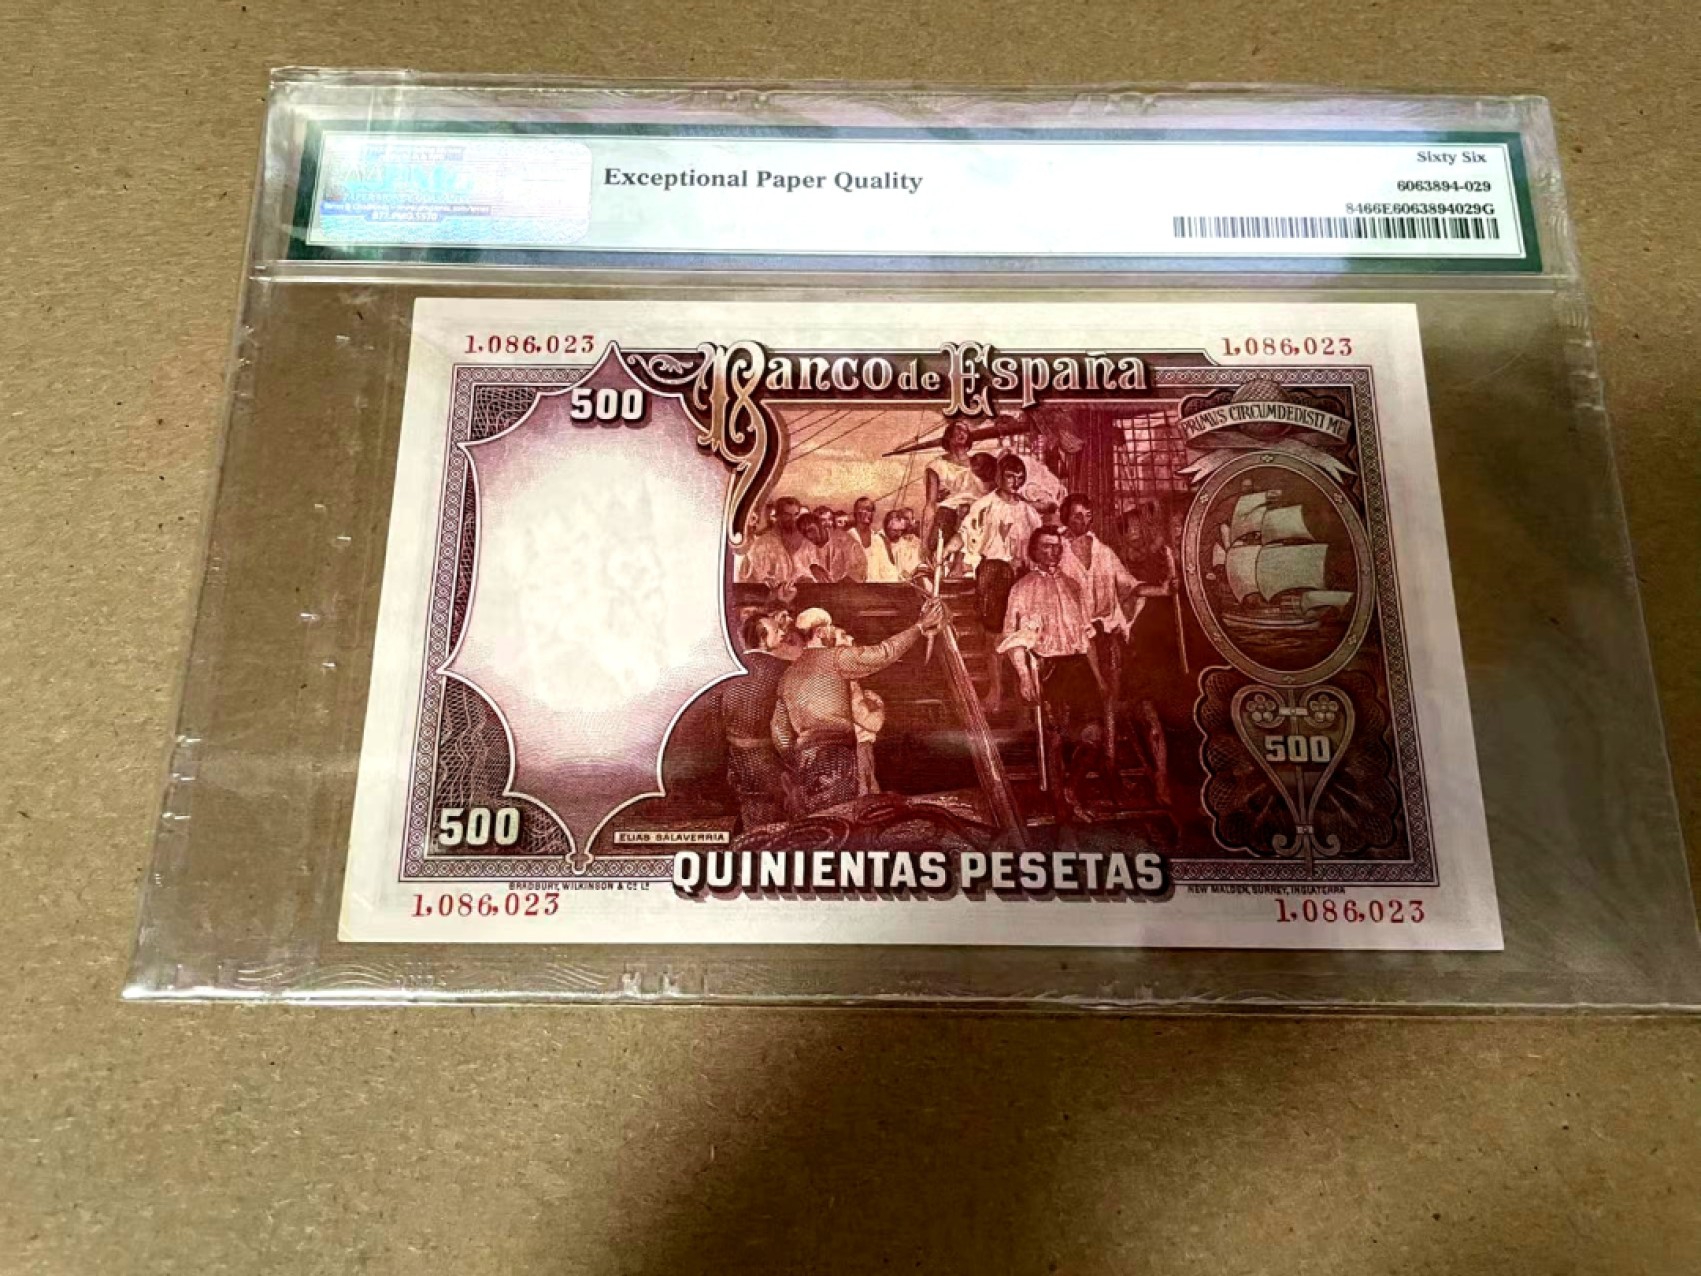 Exceptional Paper Quality
Sixty Six
6063894-029
8466E6063894029G
1,086,023
1,086,023
Banco de España
500
PRIMUS CIRCUMDEDISTI ME
500
500
ELIAS SALAVERRIA
QUINIENTAS PESETAS
BRADBURY, WILKINSON & Cº Lº
NEW MALDEN, SURREY, INGLATERRA
1,086,023
1,086,023